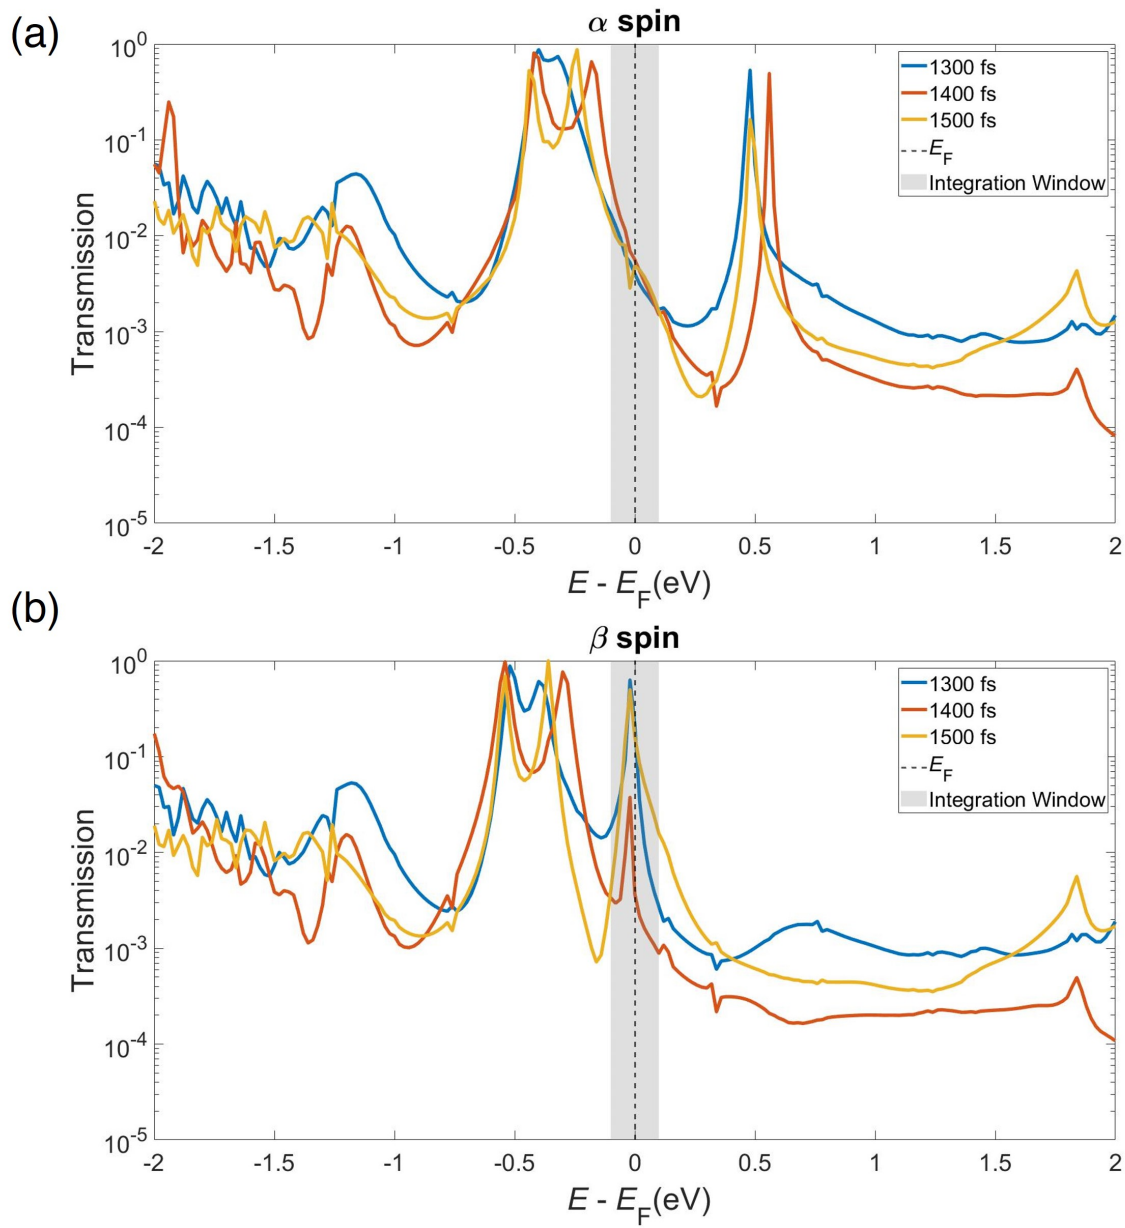 (a)
α spin
10^0
10^-1
10^-2
10^-3
10^-4
10^-5
Transmission
1300 fs
1400 fs
1500 fs
E_F
Integration Window
-2 -1.5 -1 -0.5 0 0.5 1 1.5 2
E - E_F(eV)
(b)
β spin
10^0
10^-1
10^-2
10^-3
10^-4
10^-5
Transmission
1300 fs
1400 fs
1500 fs
E_F
Integration Window
-2 -1.5 -1 -0.5 0 0.5 1 1.5 2
E - E_F(eV)